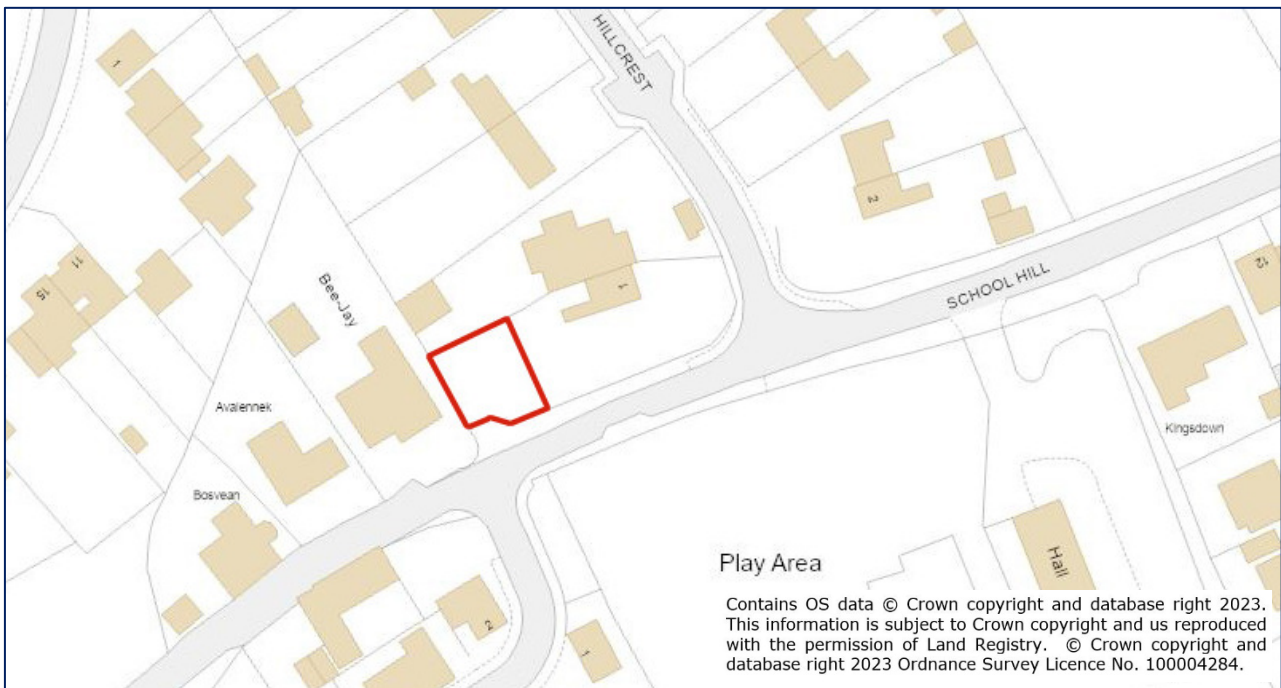 HILLCREST
1
2
SCHOOL HILL
12
11
15
Bee-Jay
1
Avalennek
Kingsdown
Bosvean
Play Area
Hall
2
1
Contains OS data © Crown copyright and database right 2023.
This information is subject to Crown copyright and us reproduced
with the permission of Land Registry. © Crown copyright and
database right 2023 Ordnance Survey Licence No. 100004284.